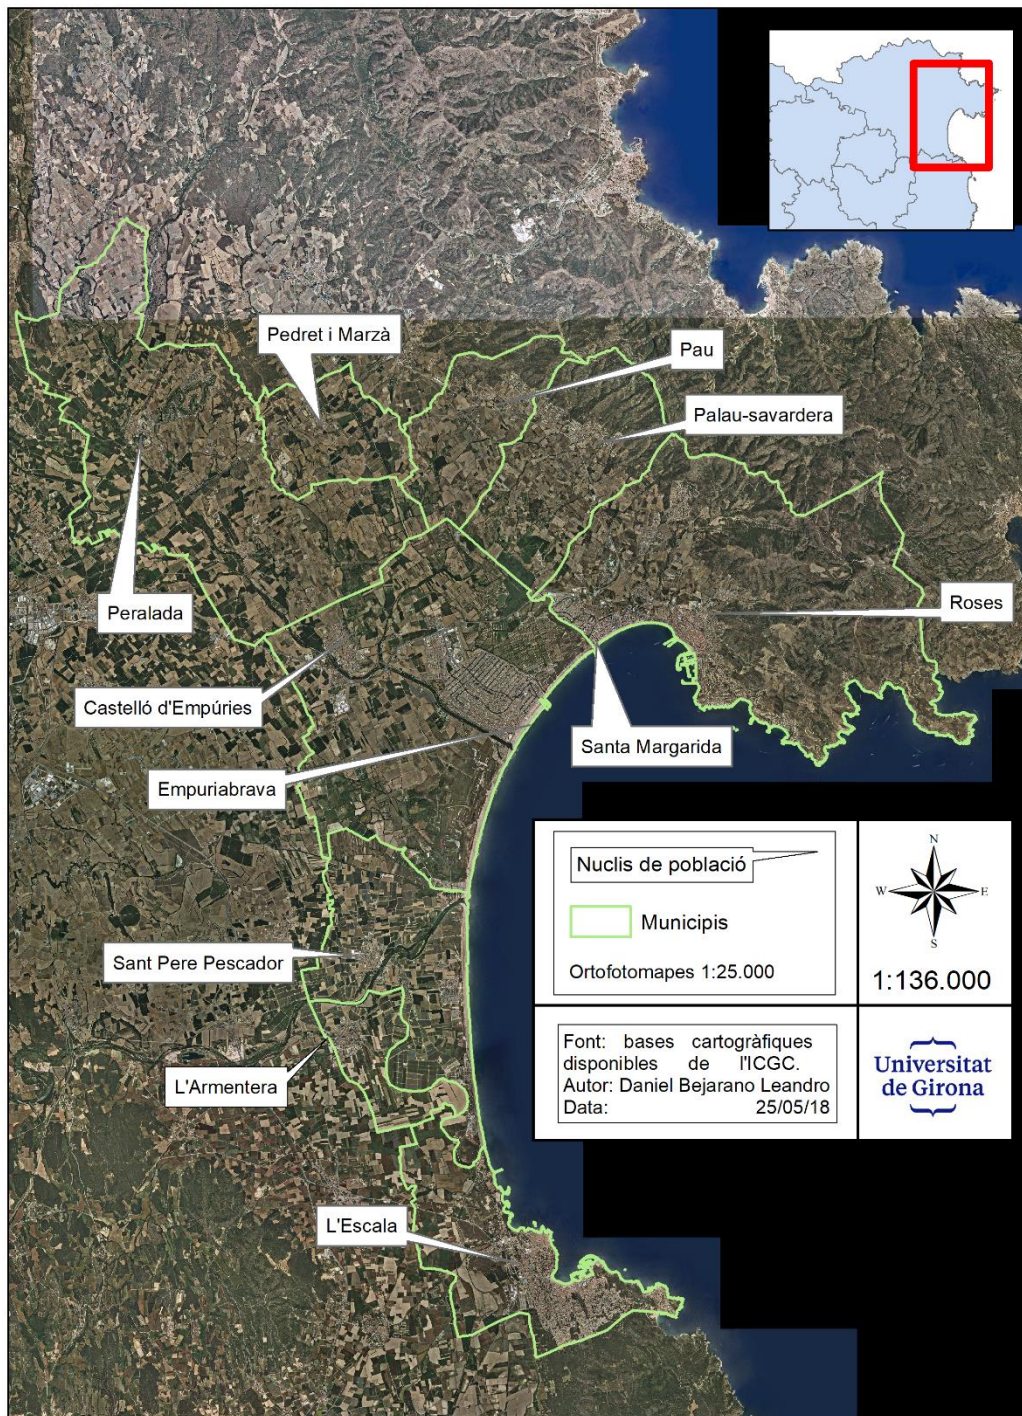 Pedret i Marzà
Pau
Palau-savardera
Peralada
Roses
Castelló d'Empúries
Santa Margarida
Empuriabrava
Sant Pere Pescador
L'Armentera
L'Escala
Nuclis de població
Municipis
Ortofotomapes 1:25.000
N
W
E
S
1:136.000
Font: bases cartogràfiques
disponibles de l'ICGC.
Autor: Daniel Bejarano Leandro
Data: 25/05/18
Universitat
de Girona